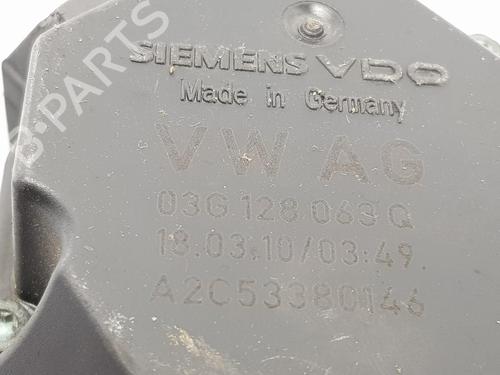 B-PARTS
SIEMENS VDO
Made in Germany
VW AG
03G 128 063 Q
18.03.10/03:49
A2C53380146